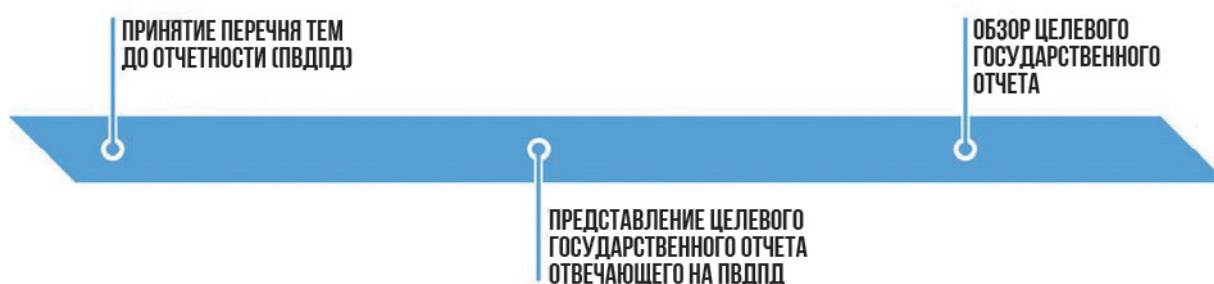 ПРИНЯТИЕ ПЕРЕЧНЯ ТЕМ
ДО ОТЧЕТНОСТИ (ПВДПД)
ПРЕДСТАВЛЕНИЕ ЦЕЛЕВОГО
ГОСУДАРСТВЕННОГО ОТЧЕТА
ОТВЕЧАЮЩЕГО НА ПВДПД
ОБЗОР ЦЕЛЕВОГО
ГОСУДАРСТВЕННОГО
ОТЧЕТА